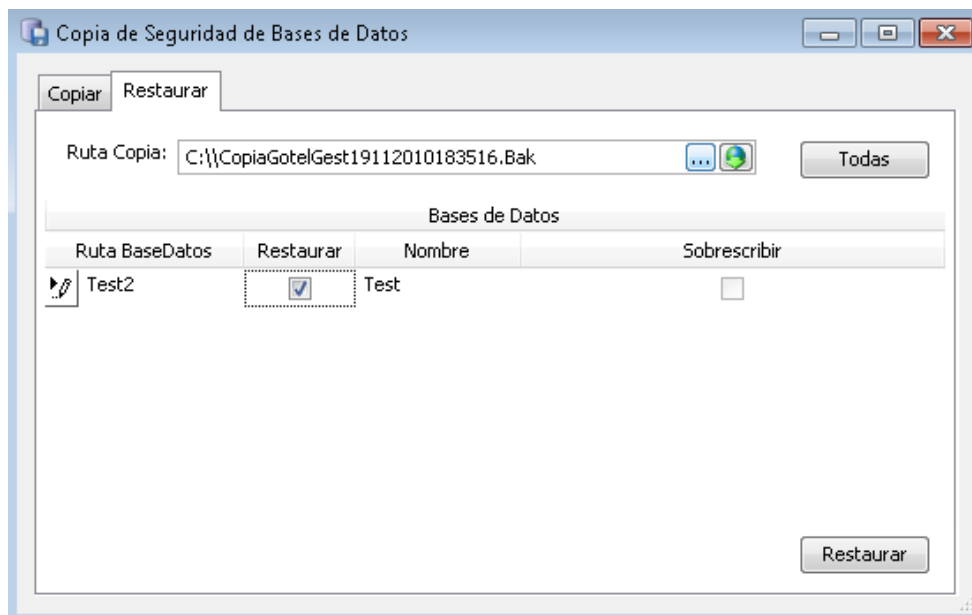 Copia de Seguridad de Bases de Datos
Copiar Restaurar
Ruta Copia: C:\\CopiaGotelGest19112010183516.Bak ... Todas
Bases de Datos
Ruta BaseDatos Restaurar Nombre Sobrescribir
Test2 Test
Restaurar